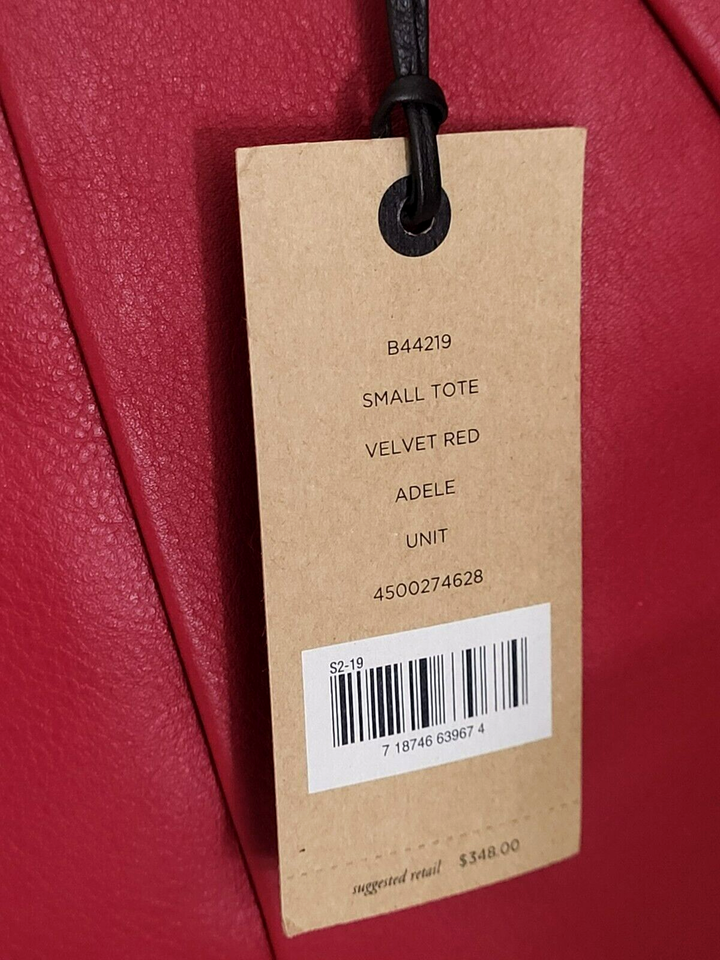 B44219
SMALL TOTE
VELVET RED
ADELE
UNIT
4500274628
S2-19
7 18746 63967 4
suggested retail $348.00